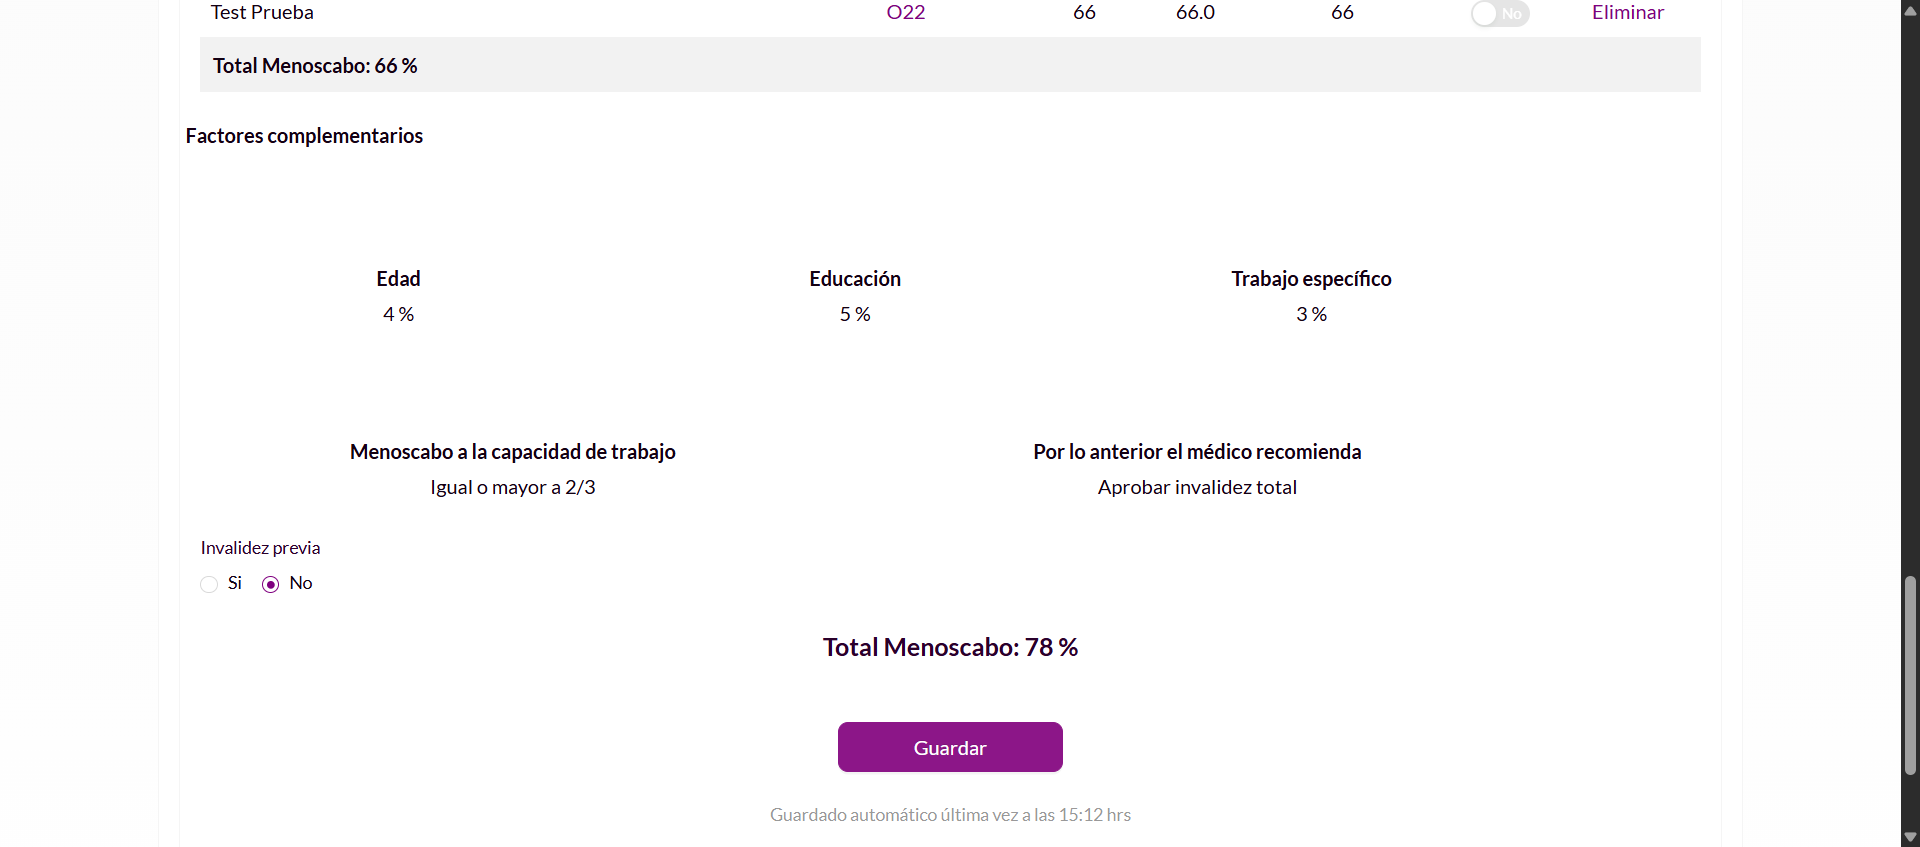 Test Prueba O22 66 66.0 66 No Eliminar
Total Menoscabo: 66 %
Factores complementarios
Edad Educación Trabajo específico
4 % 5 % 3 %
Menoscabo a la capacidad de trabajo Por lo anterior el médico recomienda
Igual o mayor a 2/3 Aprobar invalidez total
Invalidez previa
Si No
Total Menoscabo: 78 %
Guardar
Guardado automático última vez a las 15:12 hrs